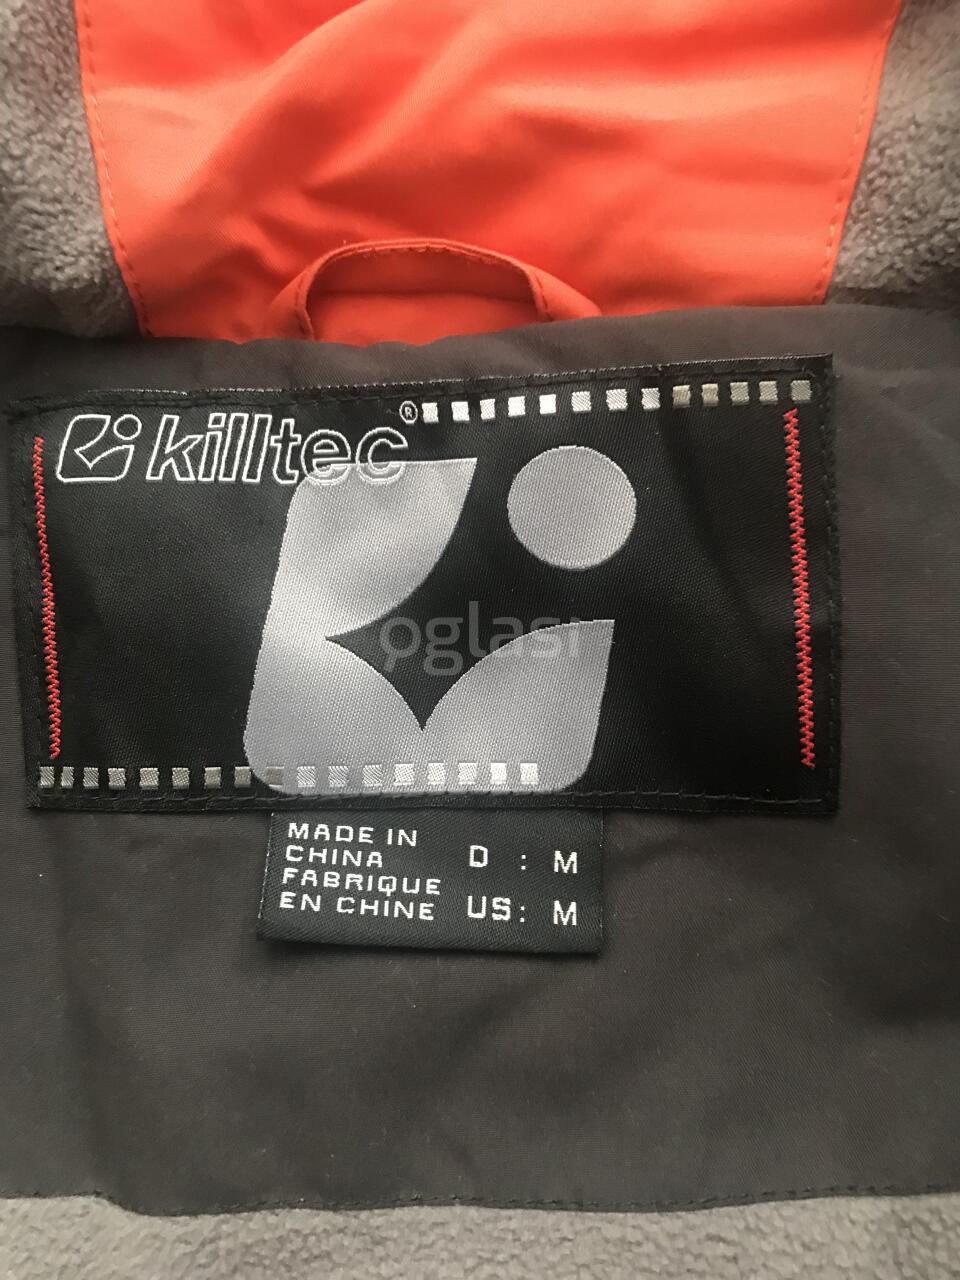 killtec®
oglasi
MADE IN
CHINA
FABRIQUE
EN CHINE
D : M
US: M